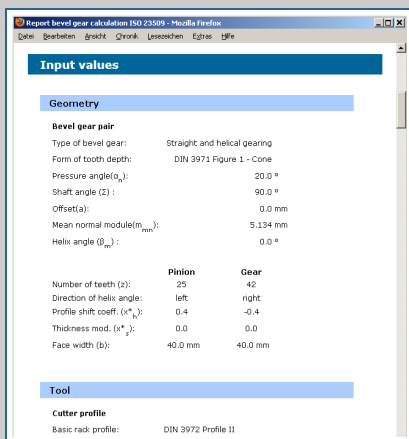 Report bevel gear calculation ISO 23509 - Mozilla Firefox
Datei Bearbeiten Ansicht Chronik Lesezeichen Extras Hilfe
Input values
Geometry
Bevel gear pair
Type of bevel gear: Straight and helical gearing
Form of tooth depth: DIN 3971 Figure 1 - Cone
Pressure angle(αn): 20.0 °
Shaft angle (Σ) : 90.0 °
Offset(a): 0.0 mm
Mean normal module(mmn): 5.134 mm
Helix angle (βm) : 0.0 °
Pinion Gear
Number of teeth (z): 25 42
Direction of helix angle: left right
Profile shift coeff. (x*h): 0.4 -0.4
Thickness mod. (x*s): 0.0 0.0
Face width (b): 40.0 mm 40.0 mm
Tool
Cutter profile
Basic rack profile: DIN 3972 Profile II